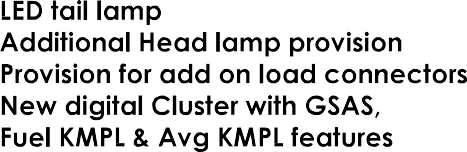 LED tail lamp
Additional Head lamp provision
Provision for add on load connectors
New digital Cluster with GSAS,
Fuel KMPL & Avg KMPL features